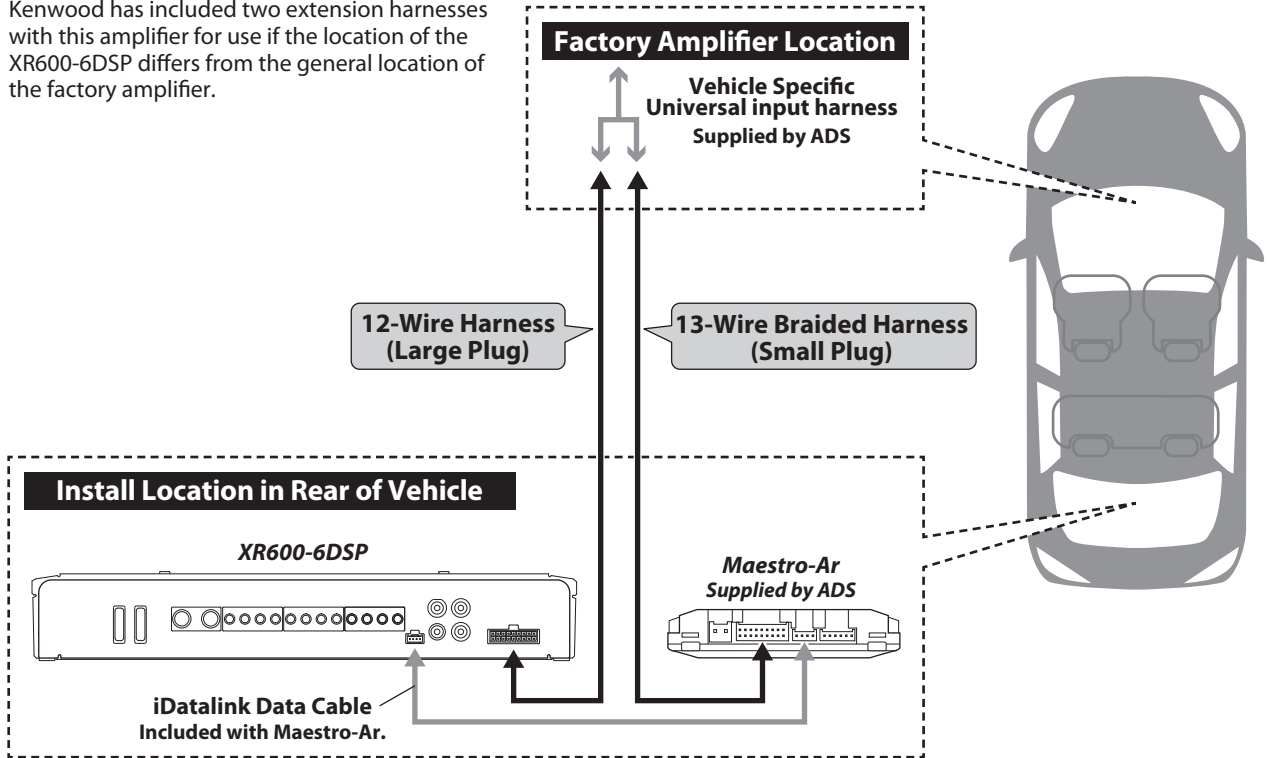 Kenwood has included two extension harnesses
with this amplifier for use if the location of the
XR600-6DSP differs from the general location of
the factory amplifier.
Factory Amplifier Location
Vehicle Specific
Universal input harness
Supplied by ADS
12-Wire Harness
(Large Plug)
13-Wire Braided Harness
(Small Plug)
Install Location in Rear of Vehicle
XR600-6DSP
Maestro-Ar
Supplied by ADS
iDatalink Data Cable
Included with Maestro-Ar.